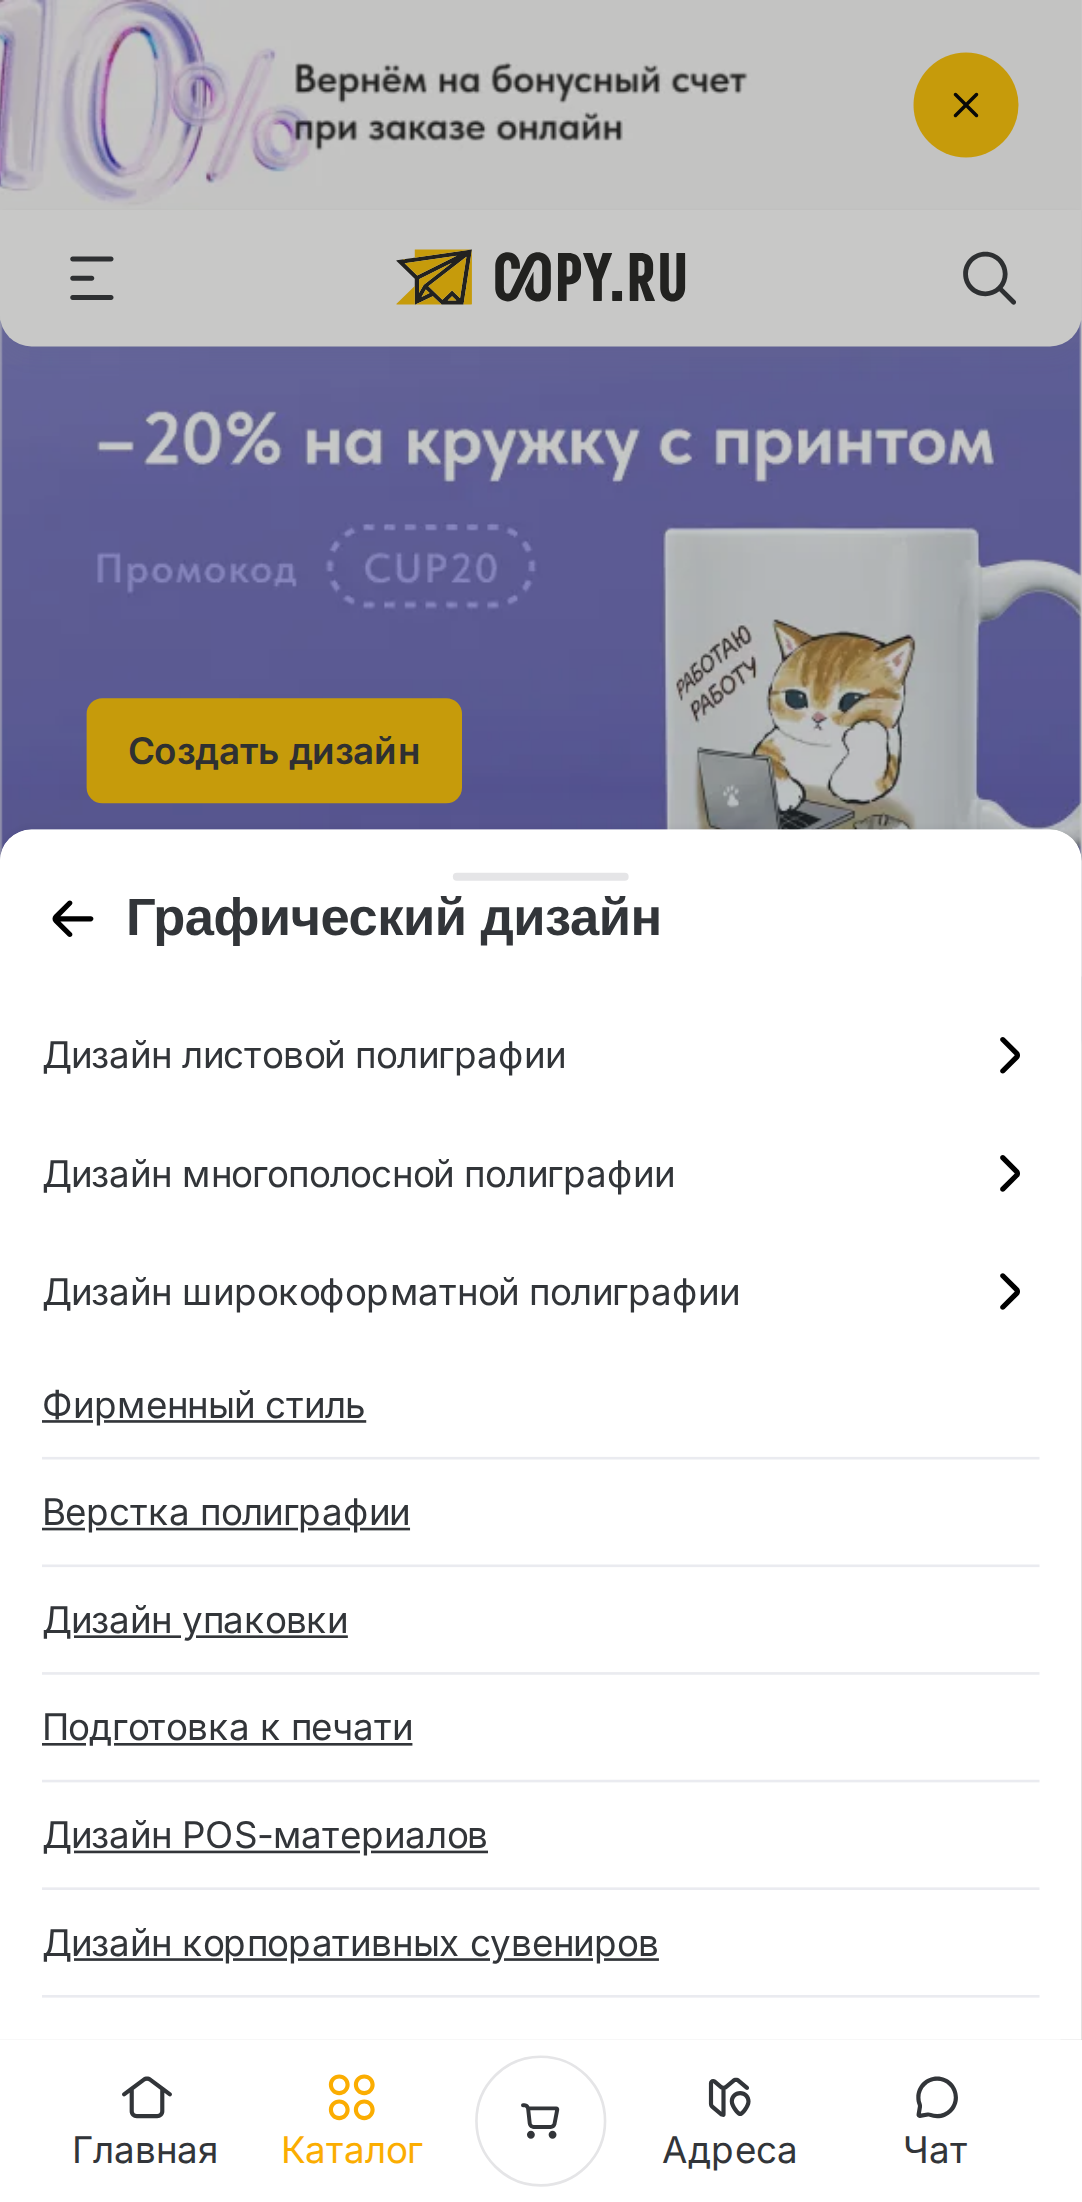 10%
Вернём на бонусный счет
при заказе онлайн
COPY.RU
–20% на кружку с принтом
Промокод CUP20
РАБОТАЮ
РАБОТУ
Создать дизайн
Графический дизайн
Дизайн листовой полиграфии
Дизайн многополосной полиграфии
Дизайн широкоформатной полиграфии
Фирменный стиль
Верстка полиграфии
Дизайн упаковки
Подготовка к печати
Дизайн POS-материалов
Дизайн корпоративных сувениров
Главная Каталог Адреса Чат